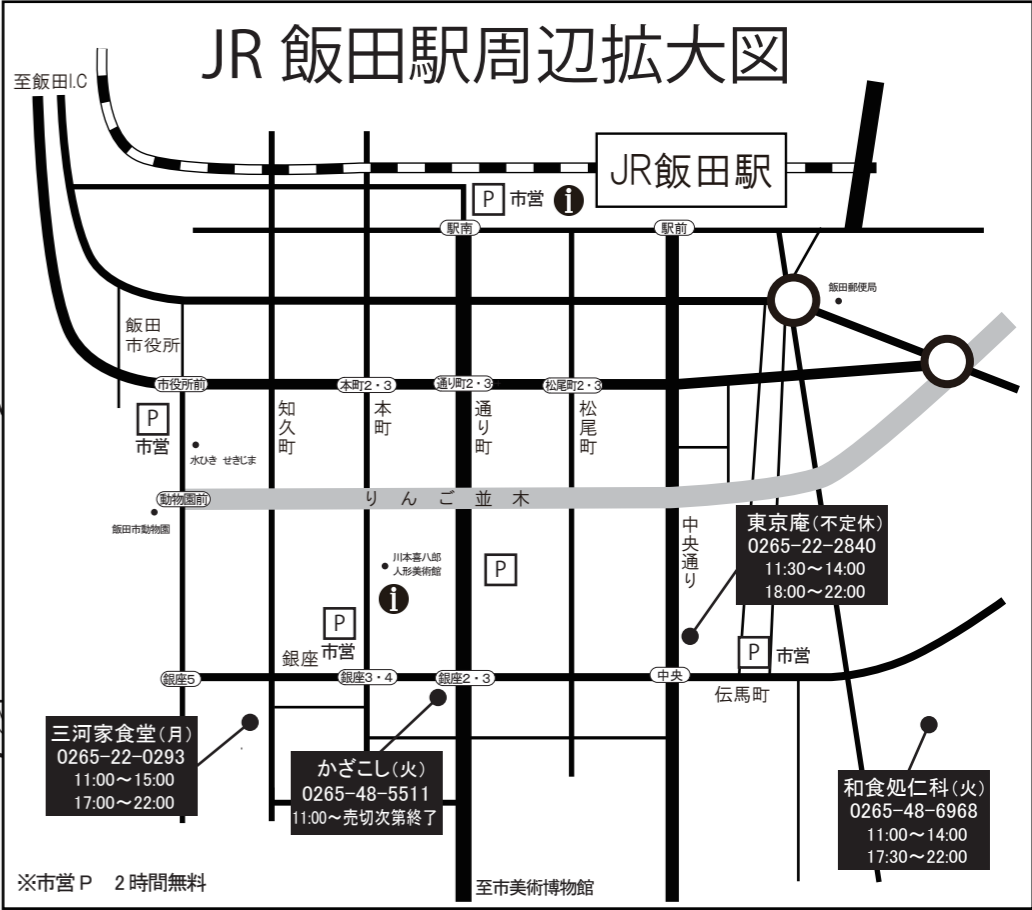 JR 飯田駅周辺拡大図
至飯田I.C
JR飯田駅
P 市営 i
駅南
駅前
飯田郵便局
飯田
市役所
市役所前
本町2・3
通り町2・3
松尾町2・3
P
市営
知久町
本町
通り町
松尾町
水ひき せきじま
動物園前
りんご並木
飯田市動物園
中央通り
東京庵(不定休)
0265-22-2840
11:30〜14:00
18:00〜22:00
川本喜八郎
人形美術館
i
P
P
市営
銀座
P 市営
銀座5
銀座3・4
銀座2・3
中央
伝馬町
三河家食堂(月)
0265-22-0293
11:00〜15:00
17:00〜22:00
かざこし(火)
0265-48-5511
11:00〜売切次第終了
和食処仁科(火)
0265-48-6968
11:00〜14:00
17:30〜22:00
※市営P 2時間無料
至市美術博物館